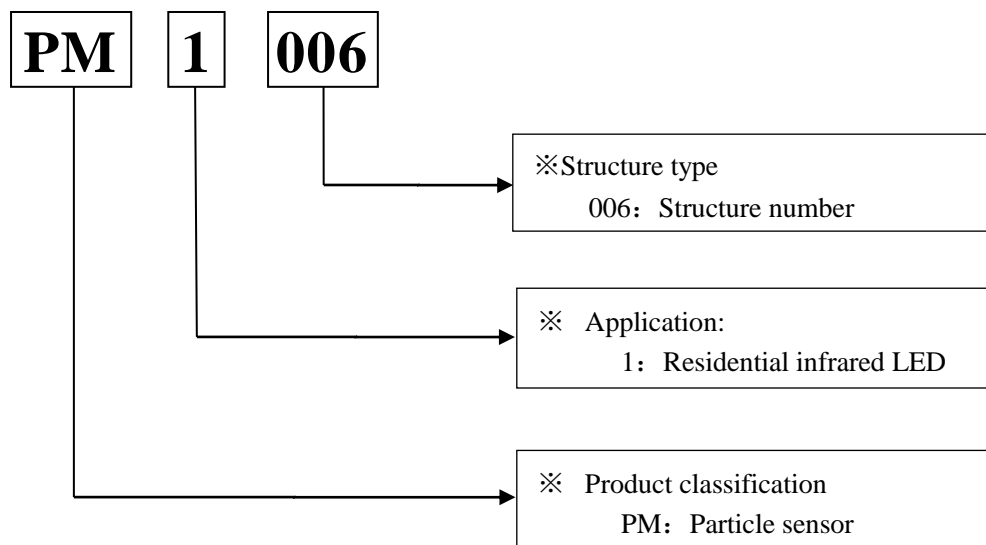 PM 1 006
※Structure type
006：Structure number
※ Application:
1：Residential infrared LED
※ Product classification
PM：Particle sensor